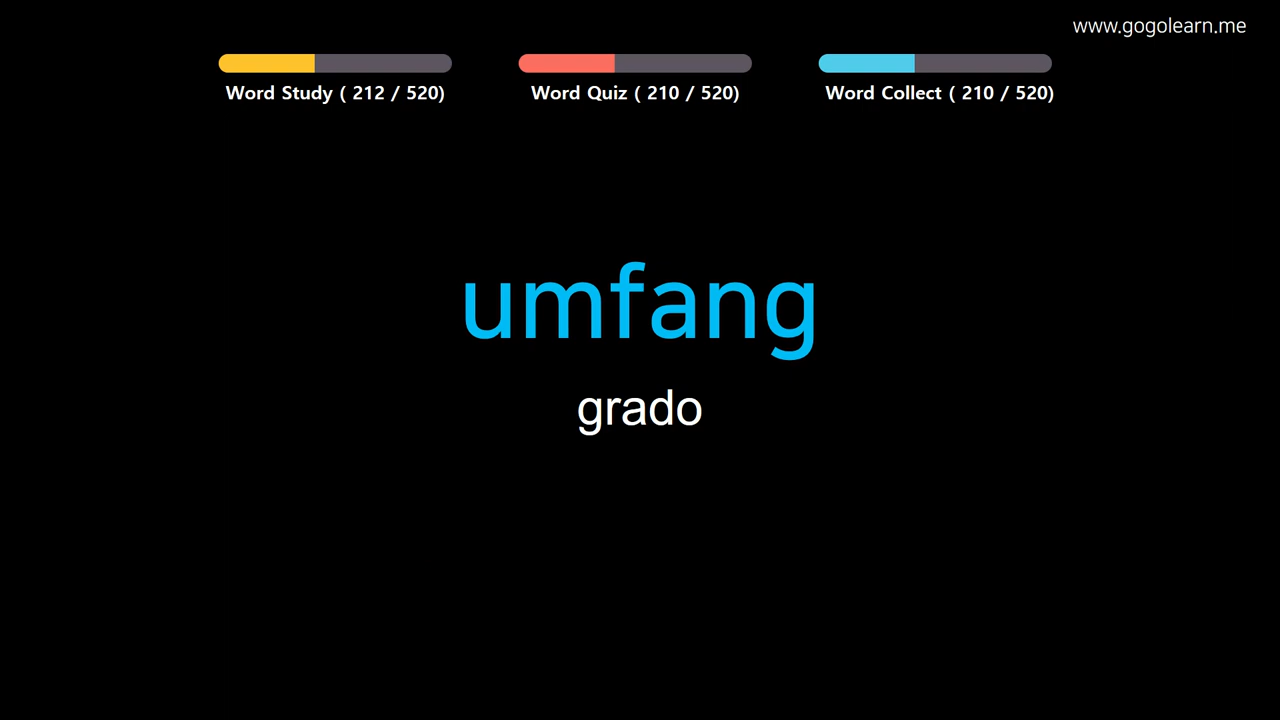 www.gogolearn.me
Word Study ( 212 / 520)
Word Quiz ( 210 / 520)
Word Collect ( 210 / 520)
umfang
grado